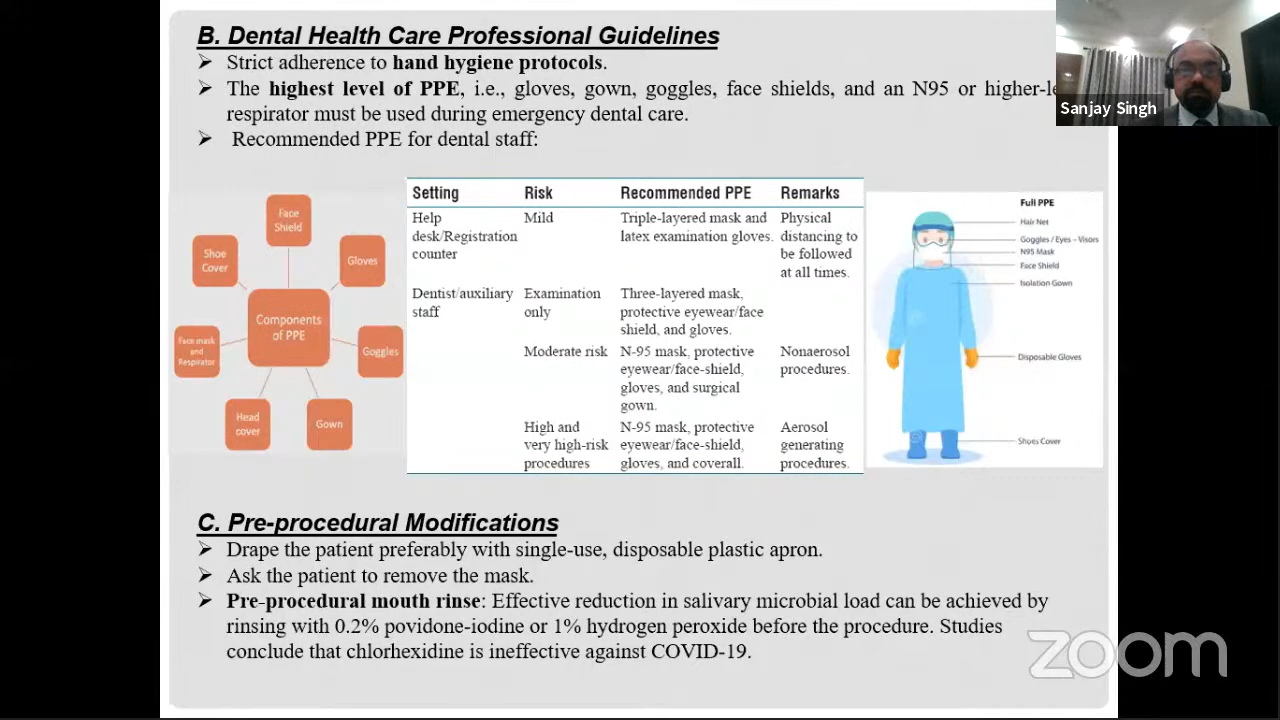 B. Dental Health Care Professional Guidelines
➢ Strict adherence to hand hygiene protocols.
➢ The highest level of PPE, i.e., gloves, gown, goggles, face shields, and an N95 or higher-le
respirator must be used during emergency dental care.
➢ Recommended PPE for dental staff:
Sanjay Singh
Face
Shield
Shoe
Cover
Gloves
Components
of PPE
Face mask
and
Respirator
Goggles
Head
cover
Gown
Setting Risk Recommended PPE Remarks
Help
desk/Registration
counter
Mild
Triple-layered mask and
latex examination gloves.
Physical
distancing to
be followed
at all times.
Dentist/auxiliary
staff
Examination
only
Three-layered mask,
protective eyewear/face
shield, and gloves.
Moderate risk
N-95 mask, protective
eyewear/face-shield,
gloves, and surgical
gown.
Nonaerosol
procedures.
High and
very high-risk
procedures
N-95 mask, protective
eyewear/face-shield,
gloves, and coverall.
Aerosol
generating
procedures.
Full PPE
Hair Net
Goggles / Eyes – Visors
N95 Mask
Face Shield
Isolation Gown
Disposable Gloves
Shoes Cover
C. Pre-procedural Modifications
➢ Drape the patient preferably with single-use, disposable plastic apron.
➢ Ask the patient to remove the mask.
➢ Pre-procedural mouth rinse: Effective reduction in salivary microbial load can be achieved by
rinsing with 0.2% povidone-iodine or 1% hydrogen peroxide before the procedure. Studies
conclude that chlorhexidine is ineffective against COVID-19.
zoom